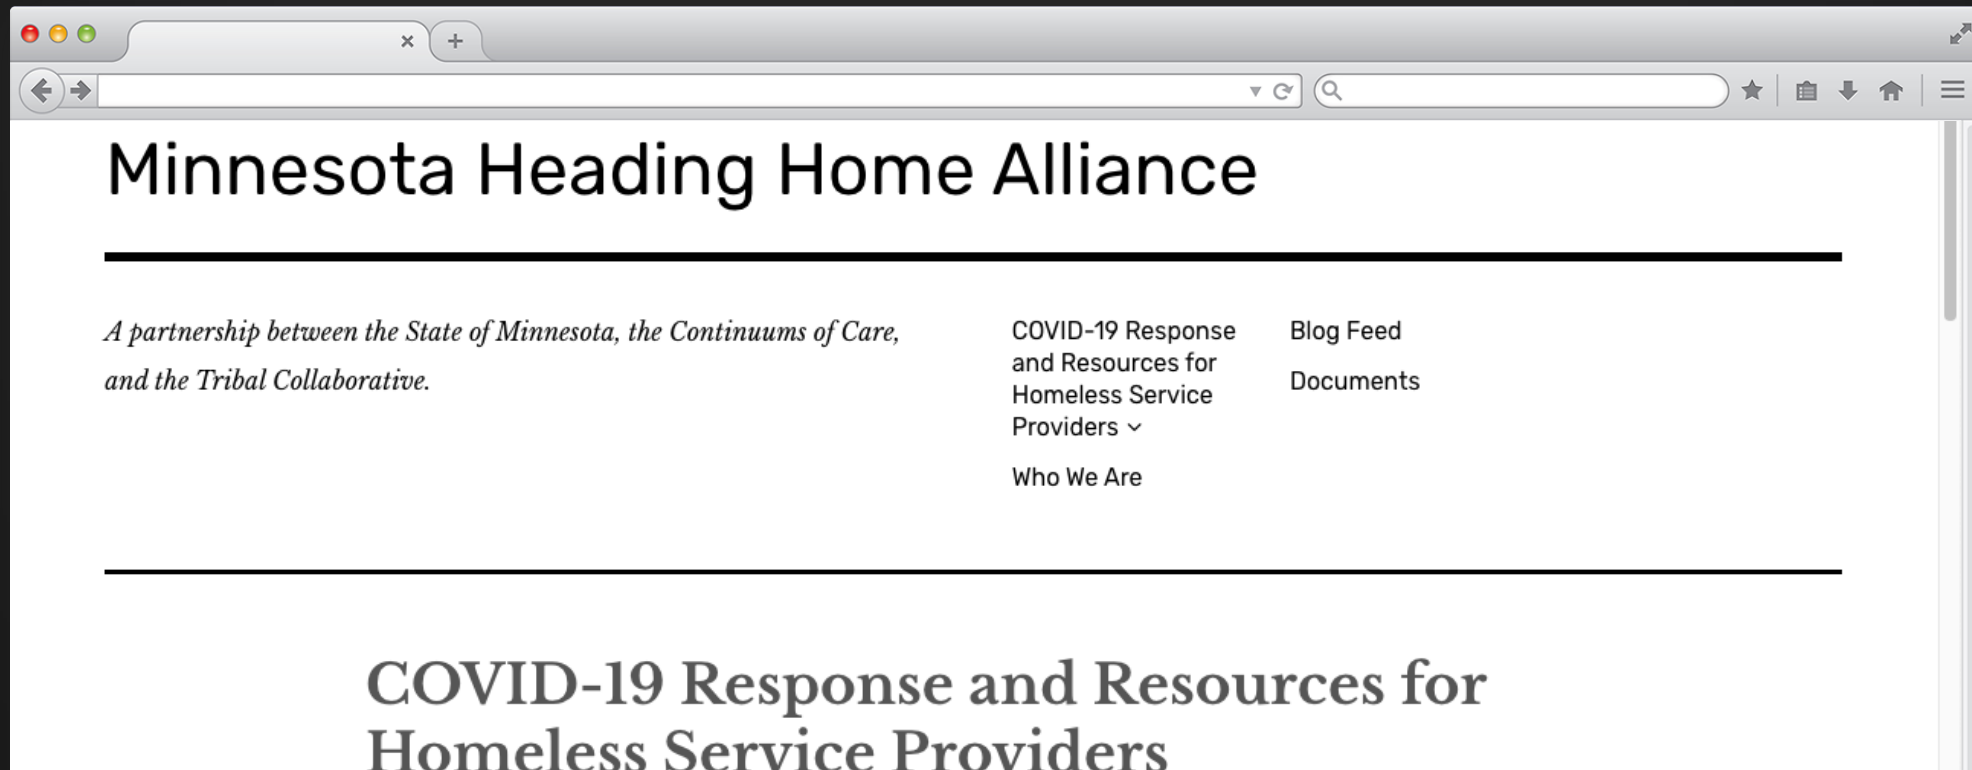 Minnesota Heading Home Alliance
A partnership between the State of Minnesota, the Continuums of Care,
and the Tribal Collaborative.
COVID-19 Response
and Resources for
Homeless Service
Providers
Who We Are
Blog Feed
Documents
COVID-19 Response and Resources for
Homeless Service Providers